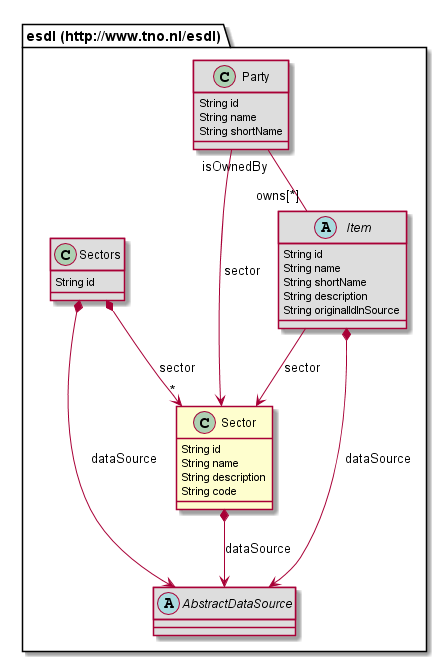 esdl (http://www.tno.nl/esdl)
C Party
String id
String name
String shortName
isOwnedBy
owns[*]
A Item
String id
String name
String shortName
String description
String originalIdInSource
C Sectors
String id
sector
sector
sector
*
C Sector
String id
String name
String description
String code
dataSource
dataSource
dataSource
A AbstractDataSource